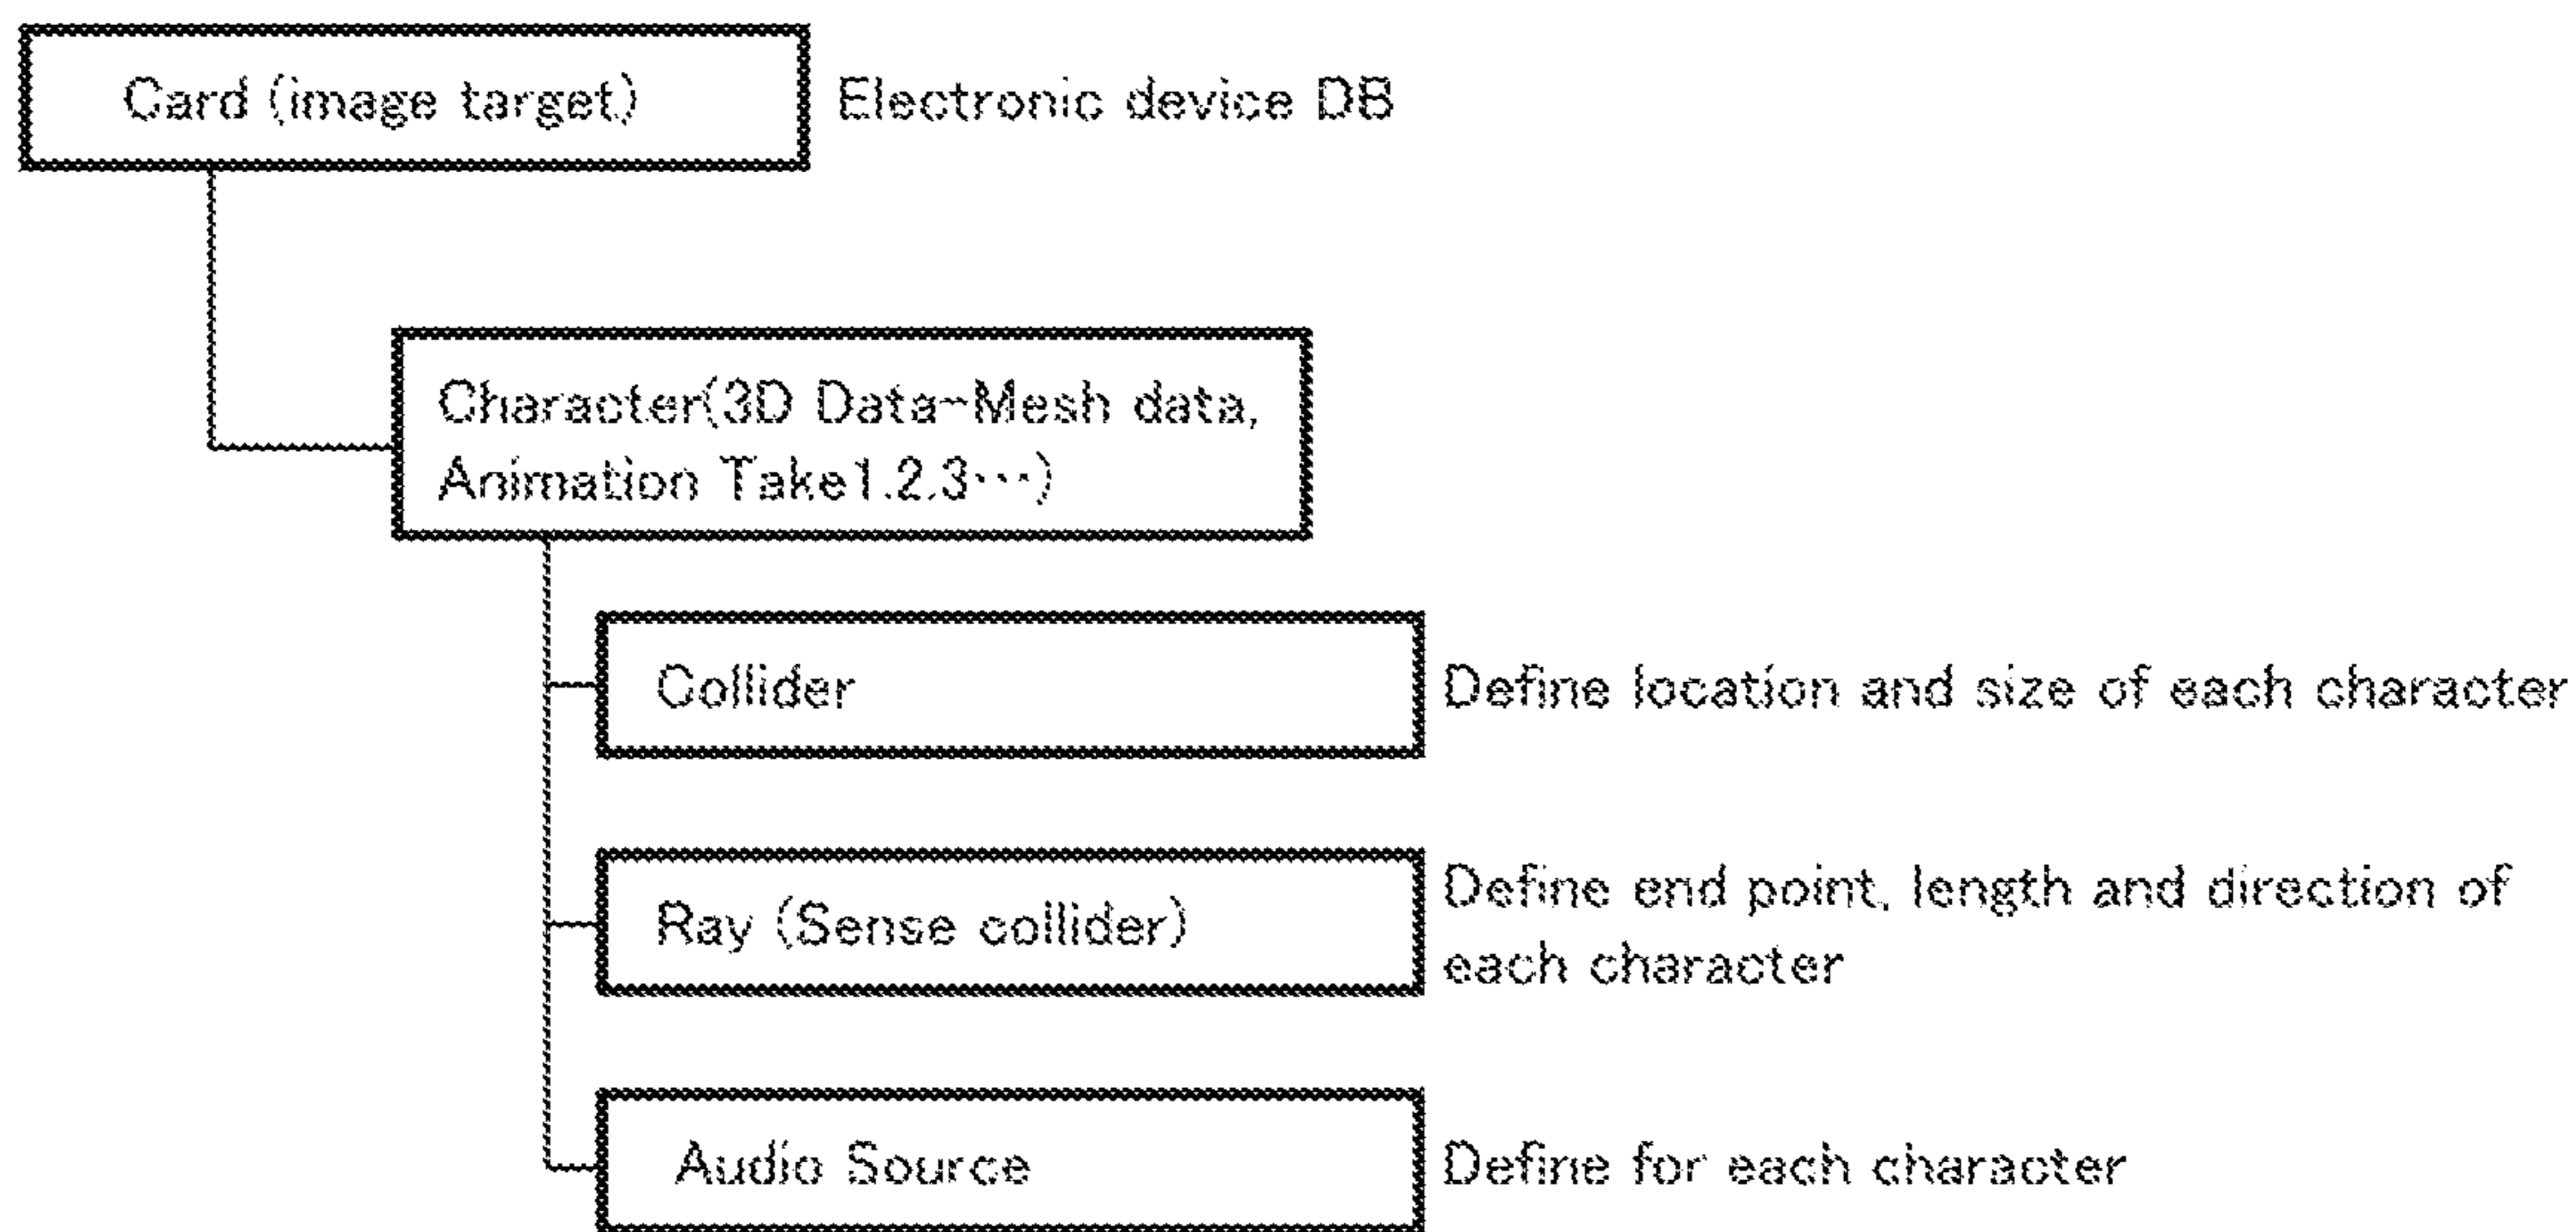 Card (image target)
Electronic device DB
Character(3D Data-Mesh data,
Animation Take1.2.3…)
Collider
Define location and size of each character
Ray (Sense collider)
Define end point, length and direction of
each character
Audio Source
Define for each character